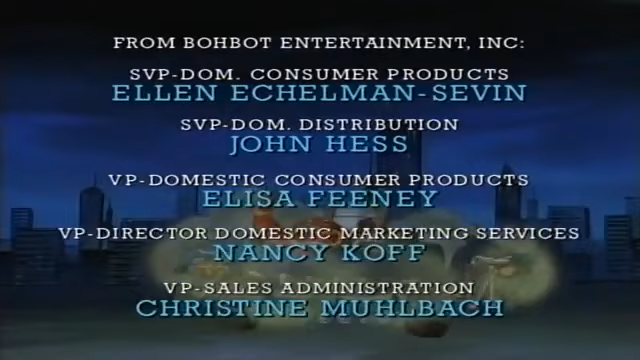 FROM BOHBOT ENTERTAINMENT, INC:
SVP-DOM. CONSUMER PRODUCTS
ELLEN ECHELMAN-SEVIN
SVP-DOM. DISTRIBUTION
JOHN HESS
VP-DOMESTIC CONSUMER PRODUCTS
ELISA FEENEY
VP-DIRECTOR DOMESTIC MARKETING SERVICES
NANCY KOFF
VP-SALES ADMINISTRATION
CHRISTINE MUHLBACH